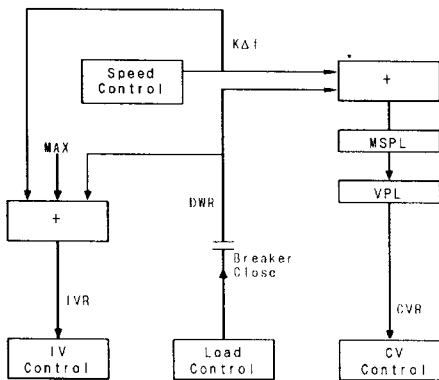 KΔf
Speed
Control
+
MSPL
MAX
VPL
+
DWR
Breaker
Close
IVR
CVR
IV
Control
Load
Control
CV
Control